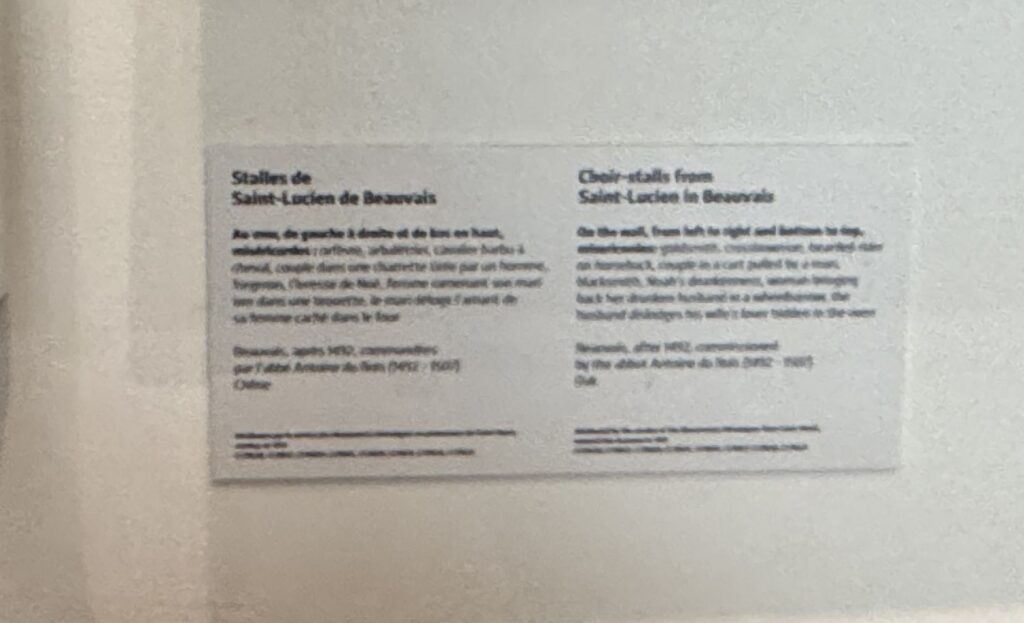 Stalles de
Saint-Lucien de Beauvais
Au mur, de gauche à droite et de bas en haut,
miséricordes : orfèvre, arbalétrier, cavalier barbu à
cheval, couple dans une charrette tirée par un homme,
forgeron, l'ivresse de Noé, femme ramenant son mari
ivre dans une brouette, le mari déloge l'amant de
sa femme caché dans le four
Beauvais, après 1492, commandées
par l'abbé Antoine du Bois (1492 - 1537)
Chêne
Choir-stalls from
Saint-Lucien in Beauvais
On the wall, from left to right and bottom to top,
misericordes: goldsmith, crossbowman, bearded rider
on horseback, couple in a cart pulled by a man,
blacksmith, Noah's drunkenness, woman bringing
back her drunken husband in a wheelbarrow, the
husband dislodges his wife's lover hidden in the oven
Beauvais, after 1492, commissioned
by the abbot Antoine du Bois (1492 - 1537)
Oak